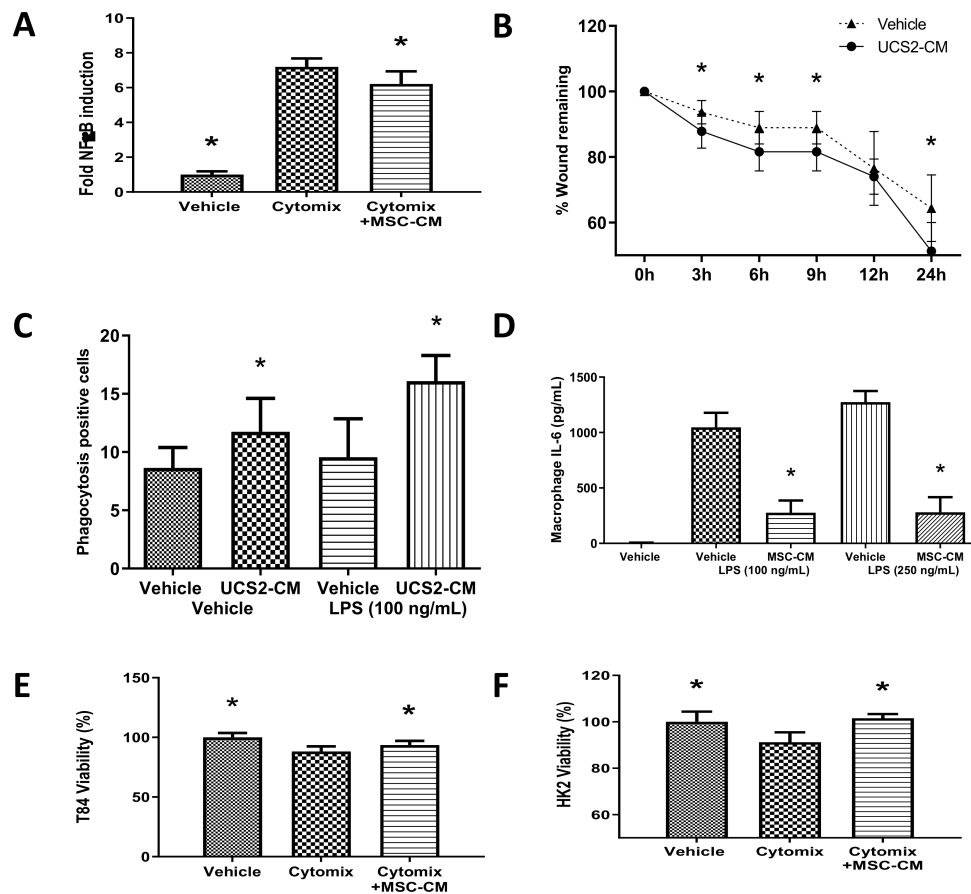 A
Fold NF B induction
10
8
6
4
2
0
*
*
Vehicle
Cytomix
Cytomix
+MSC-CM
B
% Wound remaining
120
100
80
60
Vehicle
UCS2-CM
*
*
*
*
0h
3h
6h
9h
12h
24h
C
Phagocytosis positive cells
20
15
10
5
0
*
*
Vehicle
UCS2-CM
Vehicle
UCS2-CM
Vehicle
LPS (100 ng/mL)
D
Macrophage IL-6 (pg/mL)
1500
1000
500
0
*
*
Vehicle
Vehicle
MSC-CM
Vehicle
MSC-CM
LPS (100 ng/mL)
LPS (250 ng/mL)
E
T84 Viability (%)
150
100
50
0
*
*
Vehicle
Cytomix
Cytomix
+MSC-CM
F
HK2 Viability (%)
120
100
80
60
*
*
Vehicle
Cytomix
Cytomix
+MSC-CM